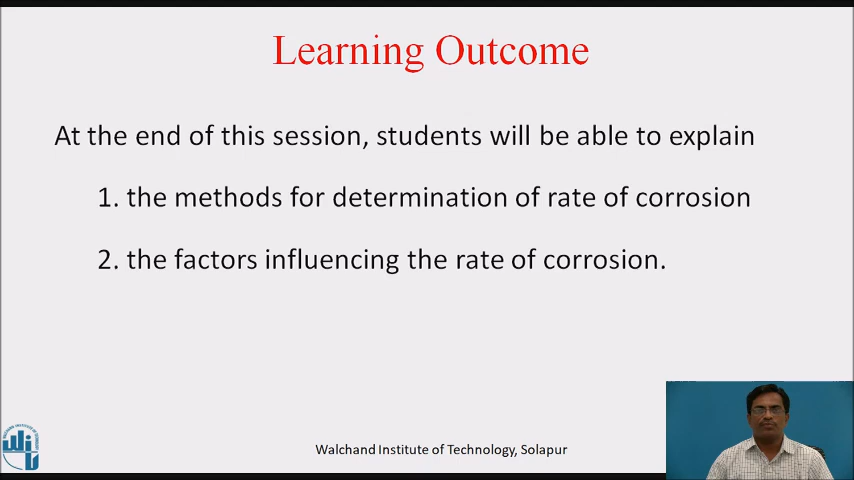 Learning Outcome
At the end of this session, students will be able to explain
1. the methods for determination of rate of corrosion
2. the factors influencing the rate of corrosion.
Walchand Institute of Technology, Solapur